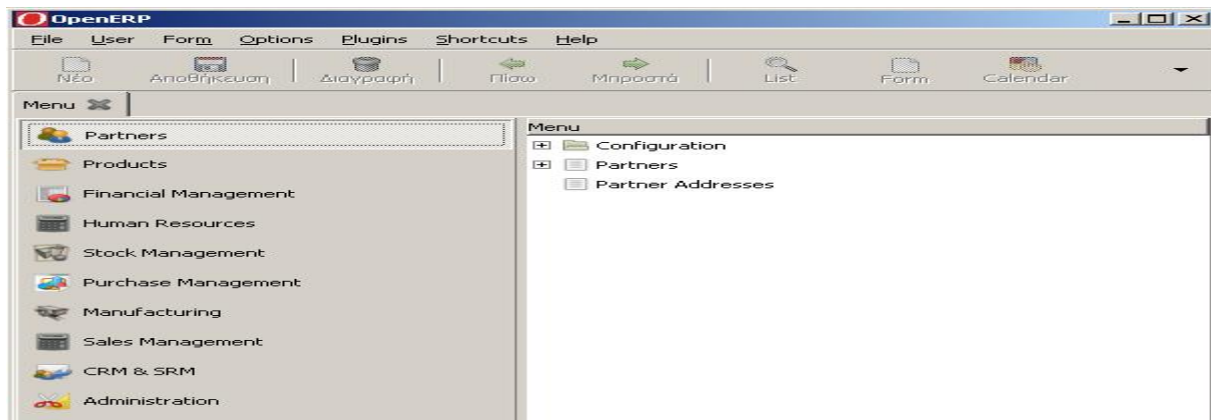 OpenERP
File User Form Options Plugins Shortcuts Help
Νέο Αποθήκευση Διαγραφή Πίσω Μπροστά List Form Calendar
Menu
Partners
Products
Financial Management
Human Resources
Stock Management
Purchase Management
Manufacturing
Sales Management
CRM & SRM
Administration
Menu
Configuration
Partners
Partner Addresses